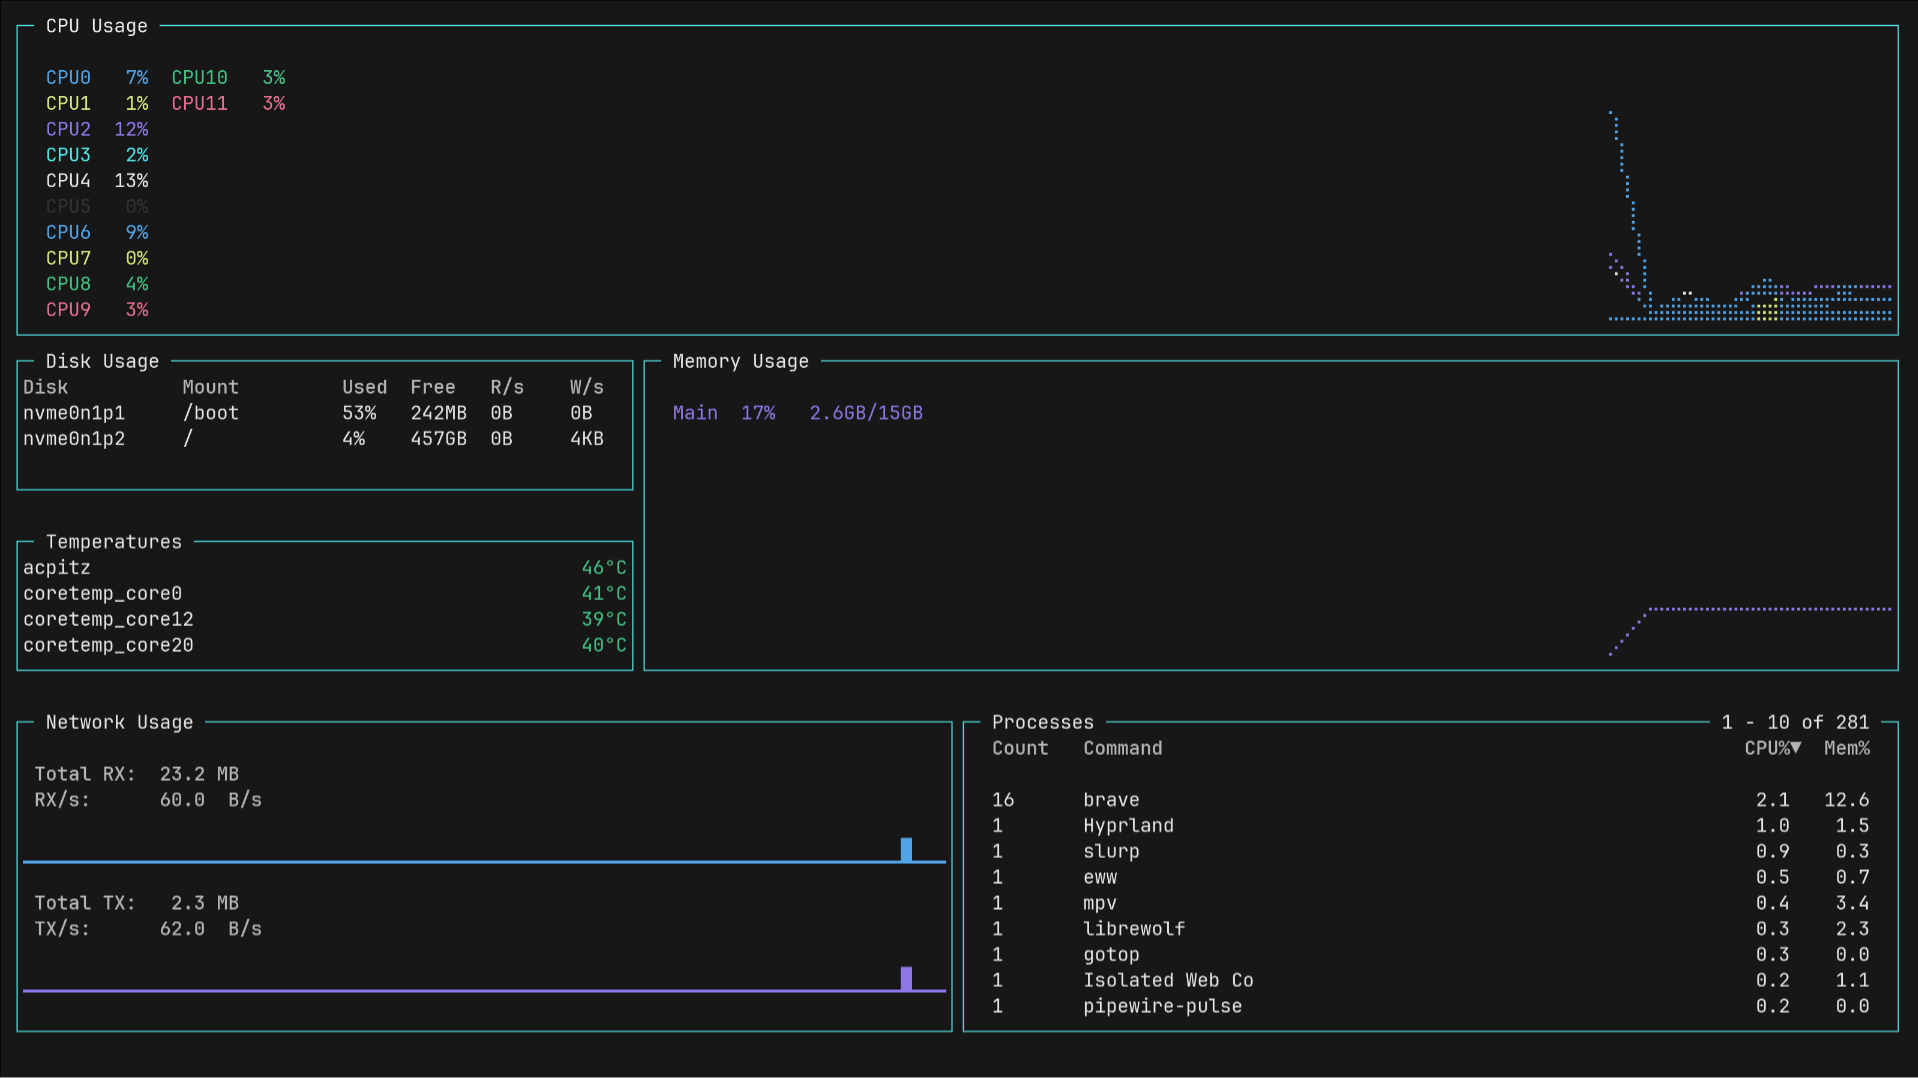 CPU Usage
CPU0 7% CPU10 3%
CPU1 1% CPU11 3%
CPU2 12%
CPU3 2%
CPU4 13%
CPU5 0%
CPU6 9%
CPU7 0%
CPU8 4%
CPU9 3%
Disk Usage
Disk Mount Used Free R/s W/s
nvme0n1p1 /boot 53% 242MB 0B 0B
nvme0n1p2 / 4% 457GB 0B 4KB
Memory Usage
Main 17% 2.6GB/15GB
Temperatures
acpitz 46°C
coretemp_core0 41°C
coretemp_core12 39°C
coretemp_core20 40°C
Network Usage
Total RX: 23.2 MB
RX/s: 60.0 B/s
Total TX: 2.3 MB
TX/s: 62.0 B/s
Processes 1 - 10 of 281
Count Command CPU%▼ Mem%
16 brave 2.1 12.6
1 Hyprland 1.0 1.5
1 slurp 0.9 0.3
1 eww 0.5 0.7
1 mpv 0.4 3.4
1 librewolf 0.3 2.3
1 gotop 0.3 0.0
1 Isolated Web Co 0.2 1.1
1 pipewire-pulse 0.2 0.0